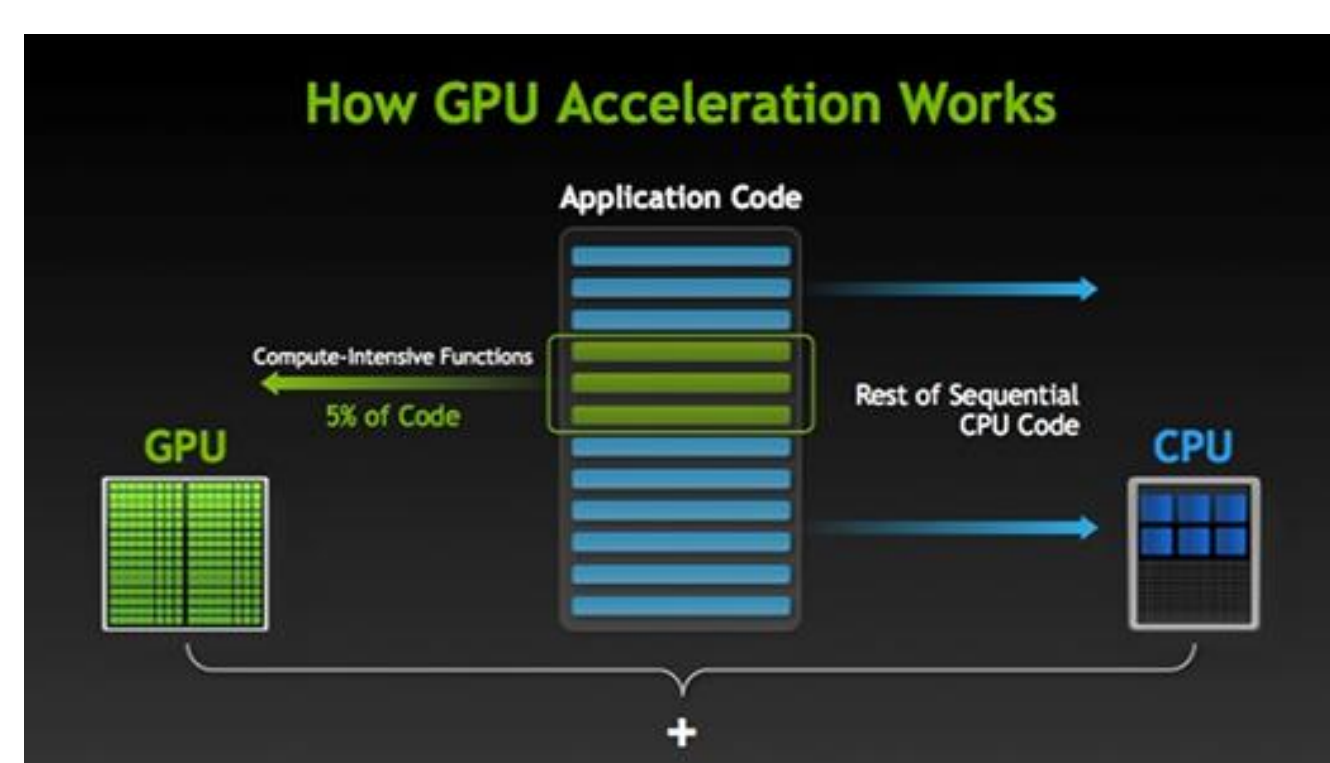 How GPU Acceleration Works
Application Code
Compute-Intensive Functions
5% of Code
Rest of Sequential
CPU Code
GPU
CPU
+